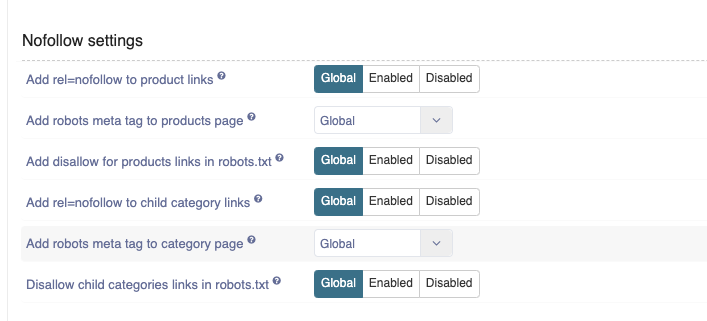 Nofollow settings
Add rel=nofollow to product links ? Global Enabled Disabled
Add robots meta tag to products page ? Global
Add disallow for products links in robots.txt ? Global Enabled Disabled
Add rel=nofollow to child category links ? Global Enabled Disabled
Add robots meta tag to category page ? Global
Disallow child categories links in robots.txt ? Global Enabled Disabled